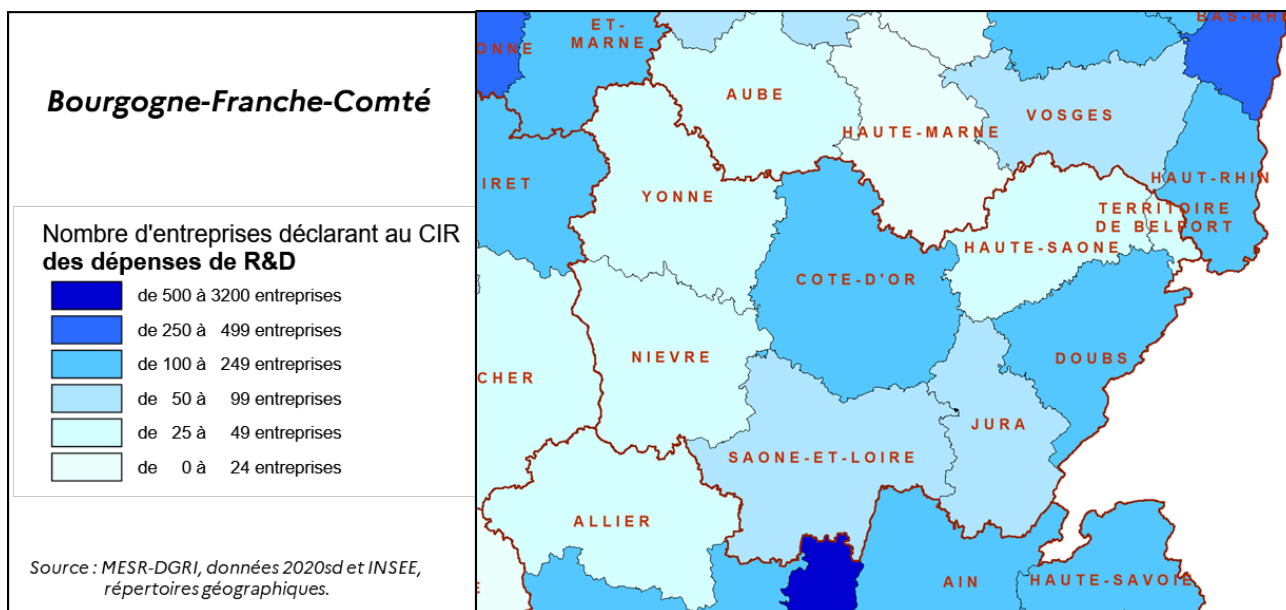 Bourgogne-Franche-Comté
Nombre d'entreprises déclarant au CIR
des dépenses de R&D
de 500 à 3200 entreprises
de 250 à 499 entreprises
de 100 à 249 entreprises
de 50 à 99 entreprises
de 25 à 49 entreprises
de 0 à 24 entreprises
Source : MESR-DGRI, données 2020sd et INSEE,
répertoires géographiques.
ET-
MARNE
ONNE
BAS-RH
AUBE
HAUTE-MARNE
VOSGES
IRET
YONNE
HAUT-RHIN
TERRITOIRE
DE BELFORT
HAUTE-SAONE
COTE-D'OR
NIEVRE
DOUBS
CHER
JURA
SAONE-ET-LOIRE
ALLIER
AIN
HAUTE-SAVOIE
E